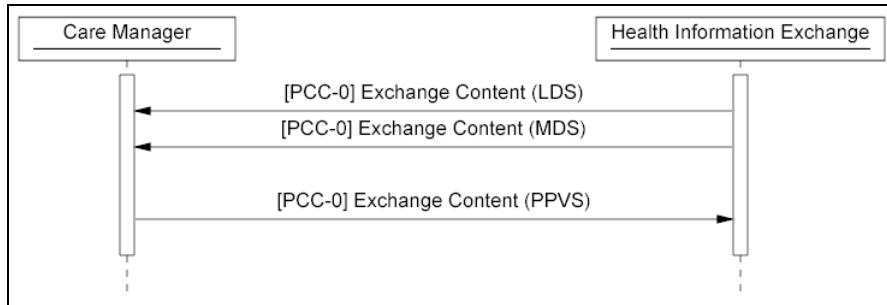 Care Manager
Health Information Exchange
[PCC-0] Exchange Content (LDS)
[PCC-0] Exchange Content (MDS)
[PCC-0] Exchange Content (PPVS)